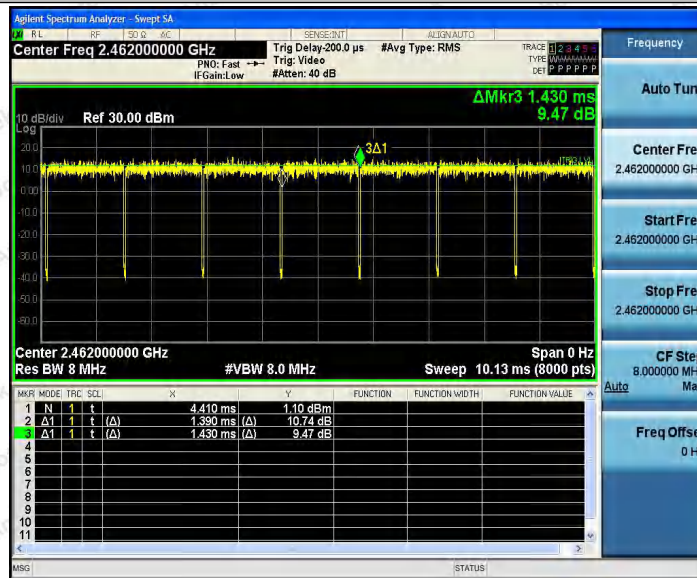 Agilent Spectrum Analyzer - Swept SA
LXI RL RF 50 Ω AC SENSE:INT ALIGNAUTO
Center Freq 2.462000000 GHz
PNO: Fast
IFGain:Low
Trig Delay-200.0 µs
Trig: Video
#Atten: 40 dB
#Avg Type: RMS
TRACE 1 2 3 4 5 6
TYPE WWWWWW
DET P P P P P P
ΔMkr3 1.430 ms
9.47 dB
10 dB/div Ref 30.00 dBm
Log
20.0
10.0
0.00
-10.0
-20.0
-30.0
-40.0
-50.0
-60.0
3Δ1
TRIG LVL
Center 2.462000000 GHz Span 0 Hz
Res BW 8 MHz #VBW 8.0 MHz Sweep 10.13 ms (8000 pts)
MKR MODE TRC SCL X Y FUNCTION FUNCTION WIDTH FUNCTION VALUE
1 N 1 t 4.410 ms 1.10 dBm
2 Δ1 1 t (Δ) 1.390 ms (Δ) 10.74 dB
3 Δ1 1 t (Δ) 1.430 ms (Δ) 9.47 dB
4
5
6
7
8
9
10
11
MSG STATUS
Frequency
Auto Tun
Center Fre
2.462000000 GH
Start Fre
2.462000000 GH
Stop Fre
2.462000000 GH
CF Ste
8.000000 MH
Auto Ma
Freq Offse
0 H